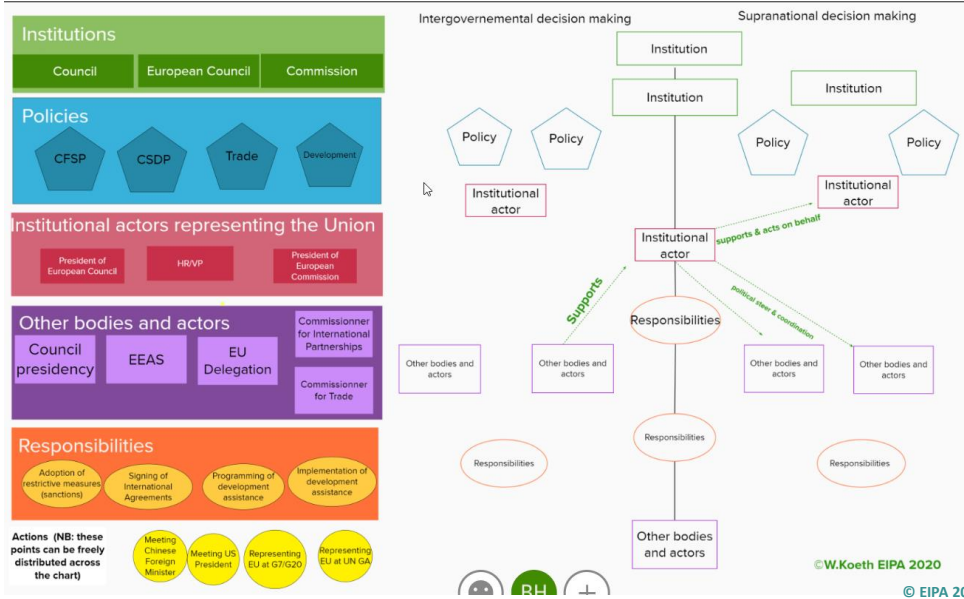 Institutions
Council
European Council
Commission
Policies
CFSP
CSDP
Trade
Development
Institutional actors representing the Union
President of
European Council
HR/VP
President of
European
Commission
Other bodies and actors
Council
presidency
EEAS
EU
Delegation
Commissionner
for International
Partnerships
Commissionner
for Trade
Responsibilities
Adoption of
restrictive measures
(sanctions)
Signing of
International
Agreements
Programming of
development
assistance
Implementation of
development
assistance
Actions (NB: these
points can be freely
distributed across
the chart)
Meeting
Chinese
Foreign
Minister
Meeting US
President
Representing
EU at G7/G20
Representing
EU at UN GA
Intergovernemental decision making
Supranational decision making
Institution
Institution
Institution
Policy
Policy
Policy
Policy
Institutional
actor
Institutional
actor
Institutional
actor
supports & acts on behalf
Supports
political steer & coordination
Responsibilities
Other bodies and
actors
Other bodies and
actors
Other bodies and
actors
Other bodies and
actors
Responsibilities
Responsibilities
Responsibilities
Other bodies
and actors
©W.Koeth EIPA 2020
BH
© EIPA 20